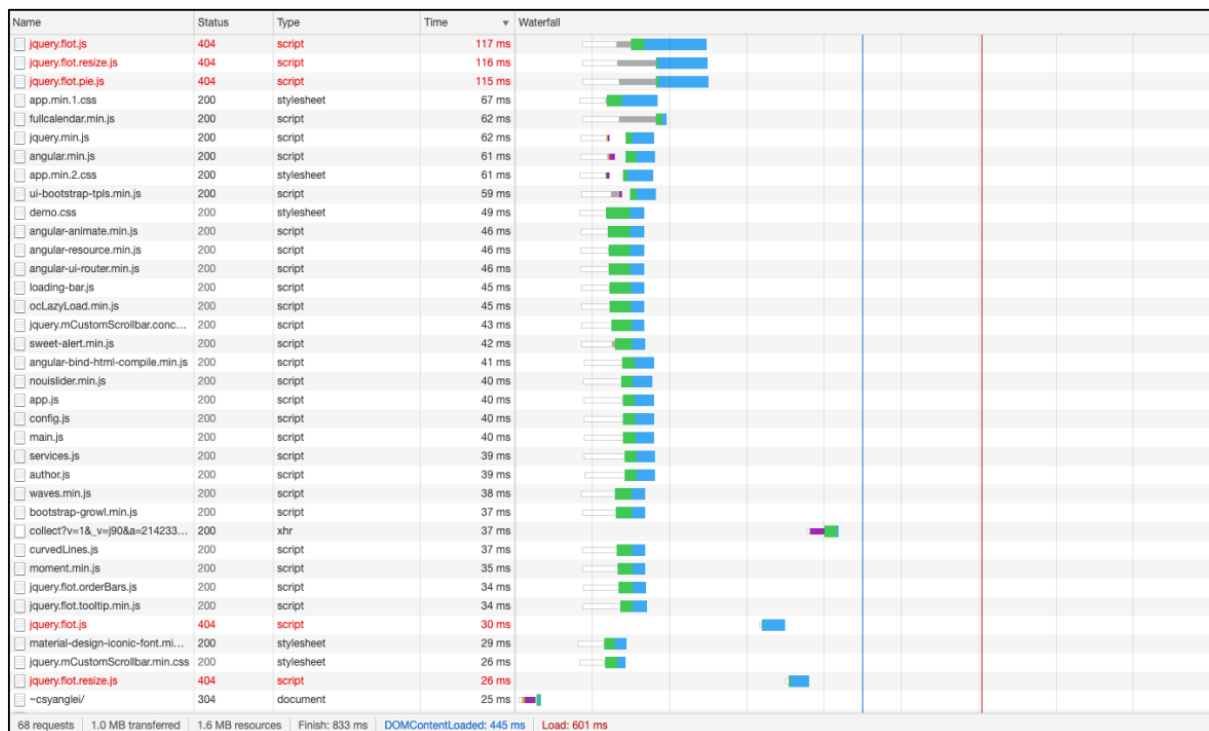 Name Status Type Time Waterfall
jquery.flot.js 404 script 117 ms
jquery.flot.resize.js 404 script 116 ms
jquery.flot.pie.js 404 script 115 ms
app.min.1.css 200 stylesheet 67 ms
fullcalendar.min.js 200 script 62 ms
jquery.min.js 200 script 62 ms
angular.min.js 200 script 61 ms
app.min.2.css 200 stylesheet 61 ms
ui-bootstrap-tpls.min.js 200 script 59 ms
demo.css 200 stylesheet 49 ms
angular-animate.min.js 200 script 46 ms
angular-resource.min.js 200 script 46 ms
angular-ui-router.min.js 200 script 46 ms
loading-bar.js 200 script 45 ms
ocLazyLoad.min.js 200 script 45 ms
jquery.mCustomScrollbar.conc... 200 script 43 ms
sweet-alert.min.js 200 script 42 ms
angular-bind-html-compile.min.js 200 script 41 ms
nouislider.min.js 200 script 40 ms
app.js 200 script 40 ms
config.js 200 script 40 ms
main.js 200 script 40 ms
services.js 200 script 39 ms
author.js 200 script 39 ms
waves.min.js 200 script 38 ms
bootstrap-growl.min.js 200 script 37 ms
collect?v=1&_v=j90&a=214233... 200 xhr 37 ms
curvedLines.js 200 script 37 ms
moment.min.js 200 script 35 ms
jquery.flot.orderBars.js 200 script 34 ms
jquery.flot.tooltip.min.js 200 script 34 ms
jquery.flot.js 404 script 30 ms
material-design-iconic-font.mi... 200 stylesheet 29 ms
jquery.mCustomScrollbar.min.css 200 stylesheet 26 ms
jquery.flot.resize.js 404 script 26 ms
~csyanglei/ 304 document 25 ms
68 requests 1.0 MB transferred 1.6 MB resources Finish: 833 ms DOMContentLoaded: 445 ms Load: 601 ms